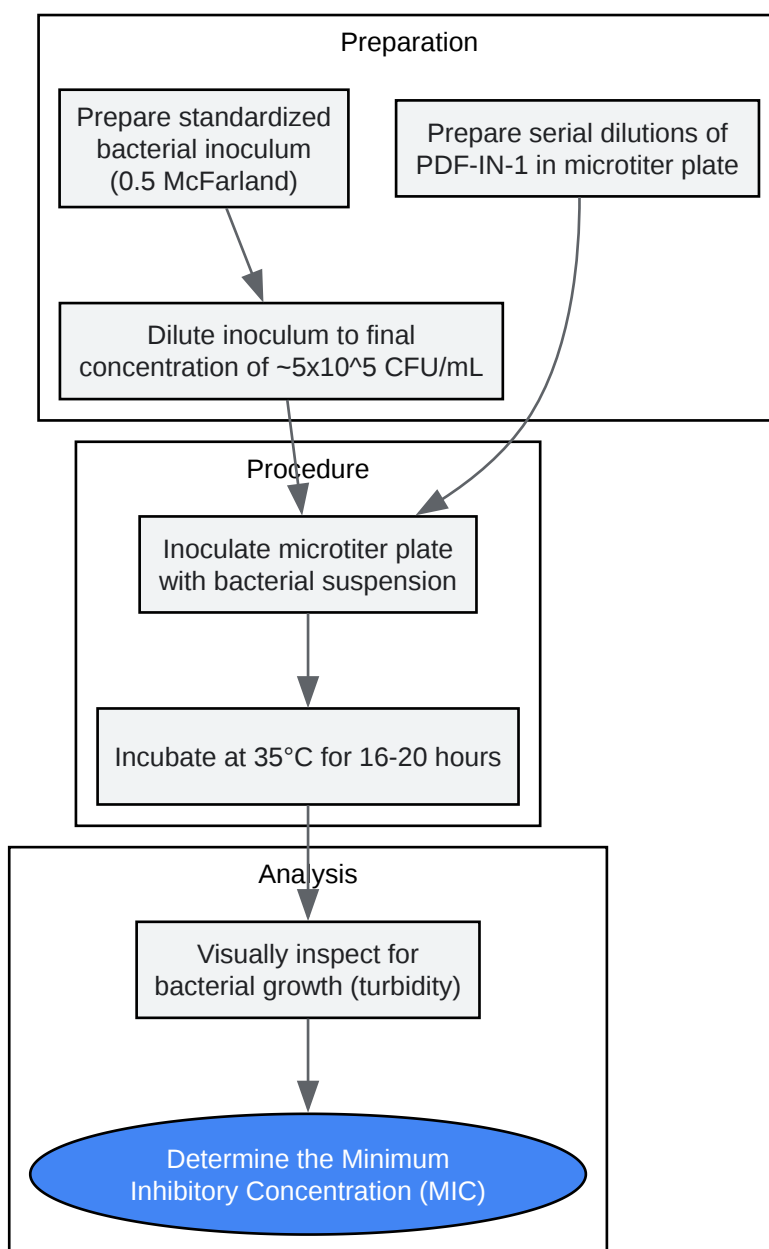 Preparation
Prepare standardized
bacterial inoculum
(0.5 McFarland)
Prepare serial dilutions of
PDF-IN-1 in microtiter plate
Dilute inoculum to final
concentration of ~5x10^5 CFU/mL
Procedure
Inoculate microtiter plate
with bacterial suspension
Incubate at 35°C for 16-20 hours
Analysis
Visually inspect for
bacterial growth (turbidity)
Determine the Minimum
Inhibitory Concentration (MIC)